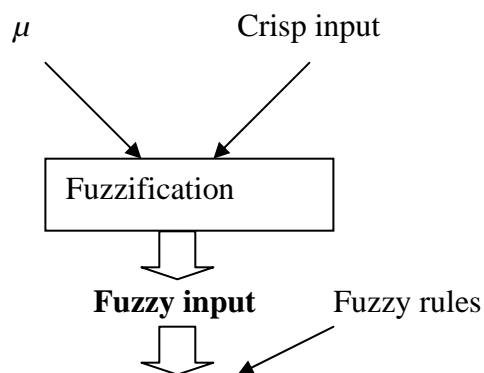 μ Crisp input
Fuzzification
Fuzzy input Fuzzy rules